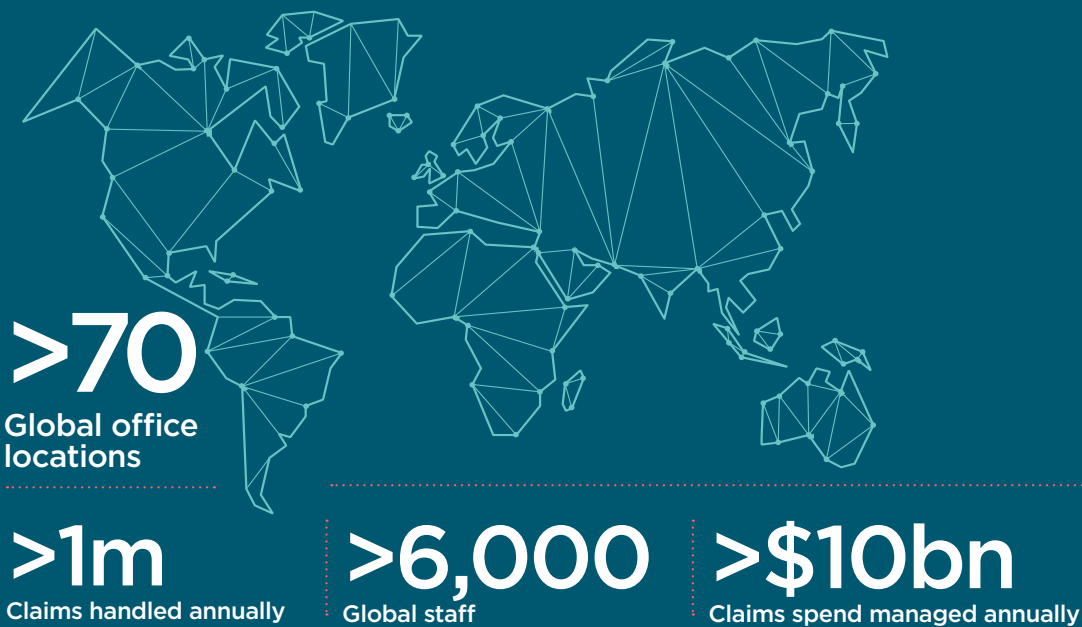 >70
Global office
locations
>1m
Claims handled annually
>6,000
Global staff
>$10bn
Claims spend managed annually